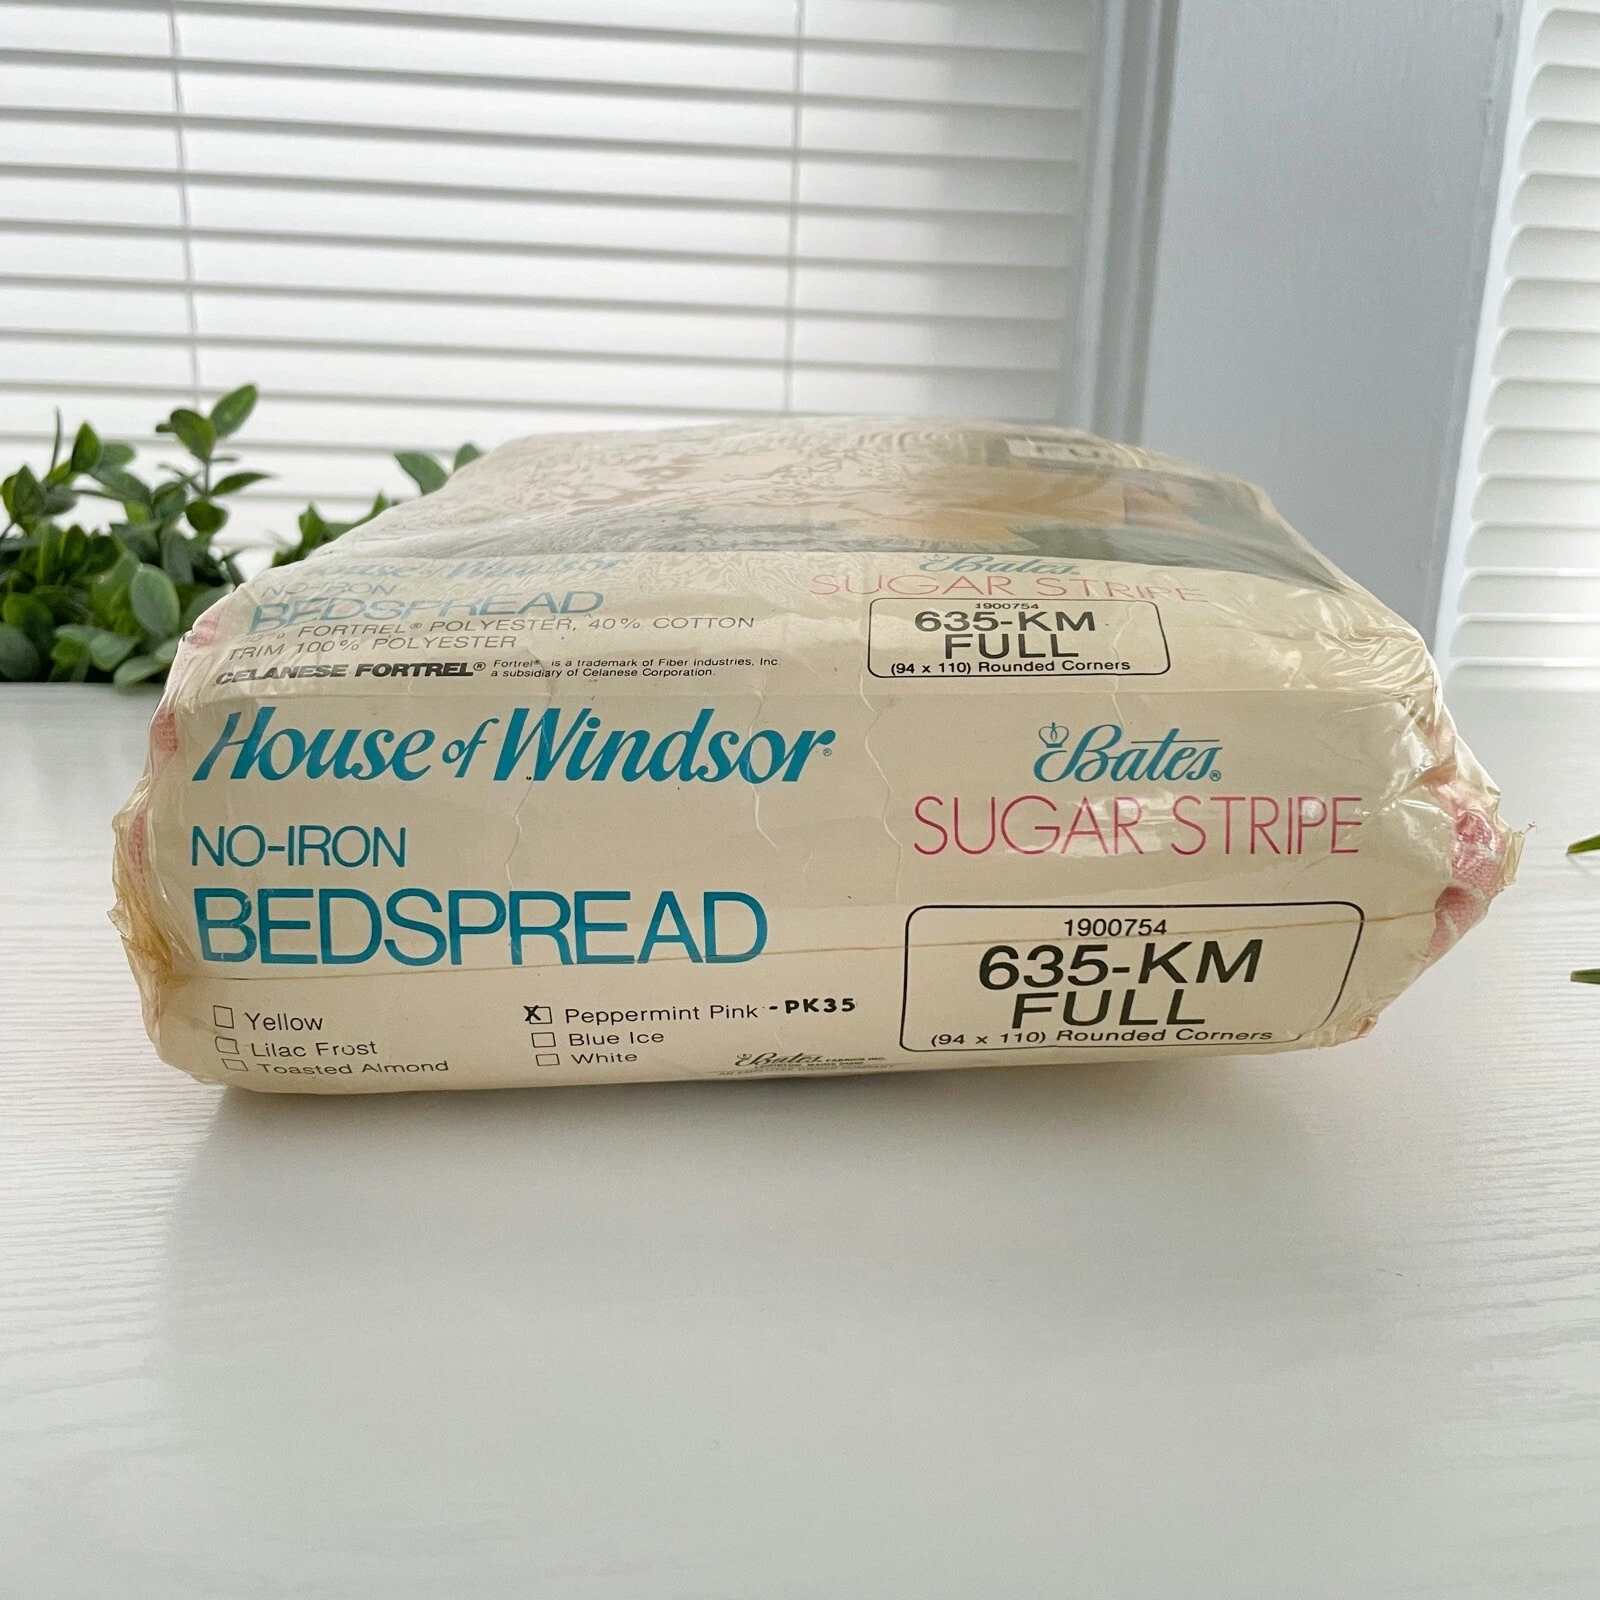 FU
House of Windsor
NO-IRON
BEDSPREAD
FORTREL® POLYESTER, 40% COTTON
TRIM 100% POLYESTER
CELANESE FORTREL® Fortrel® is a trademark of Fiber Industries, Inc.
a subsidiary of Celanese Corporation.
Bates
SUGAR STRIPE
1900754
635-KM
FULL
(94 x 110) Rounded Corners
House of Windsor®
NO-IRON
BEDSPREAD
Bates®
SUGAR STRIPE
1900754
635-KM
FULL
(94 x 110) Rounded Corners
Yellow
Lilac Frost
Toasted Almond
X Peppermint Pink -PK35
Blue Ice
White
Bates FABRICS INC.